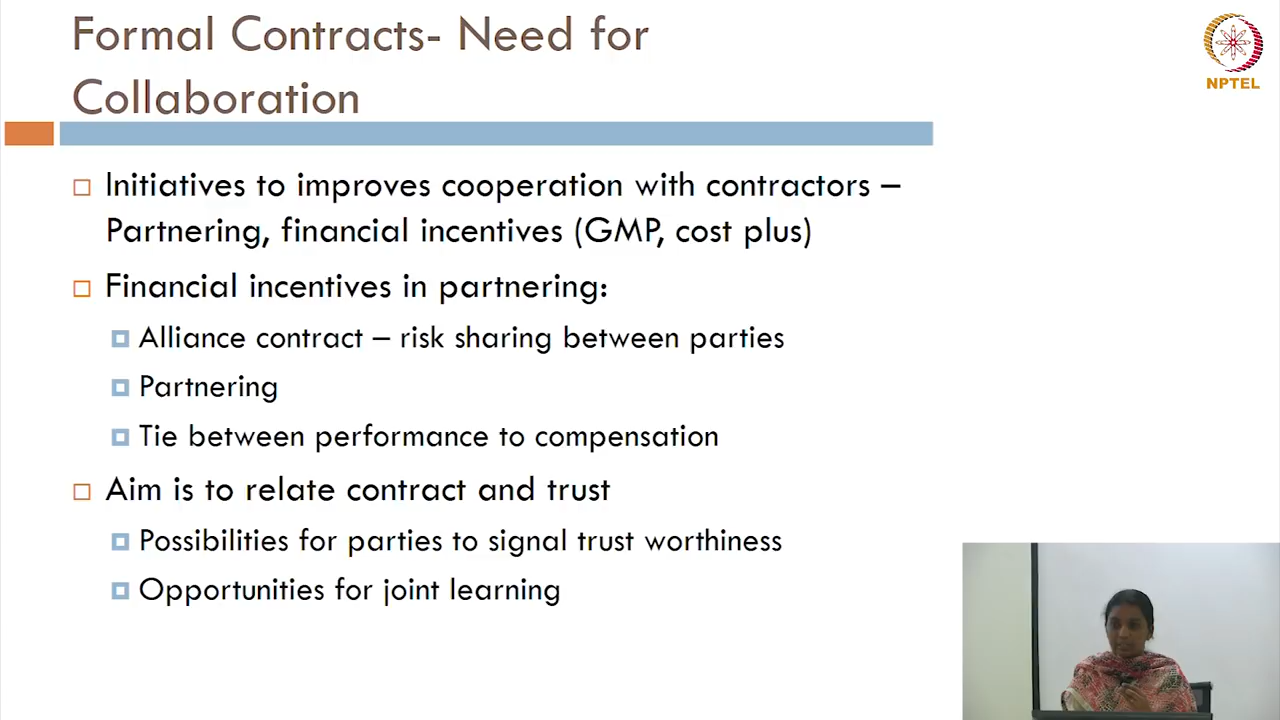 Formal Contracts- Need for
Collaboration
NPTEL
Initiatives to improves cooperation with contractors –
Partnering, financial incentives (GMP, cost plus)
Financial incentives in partnering:
Alliance contract – risk sharing between parties
Partnering
Tie between performance to compensation
Aim is to relate contract and trust
Possibilities for parties to signal trust worthiness
Opportunities for joint learning